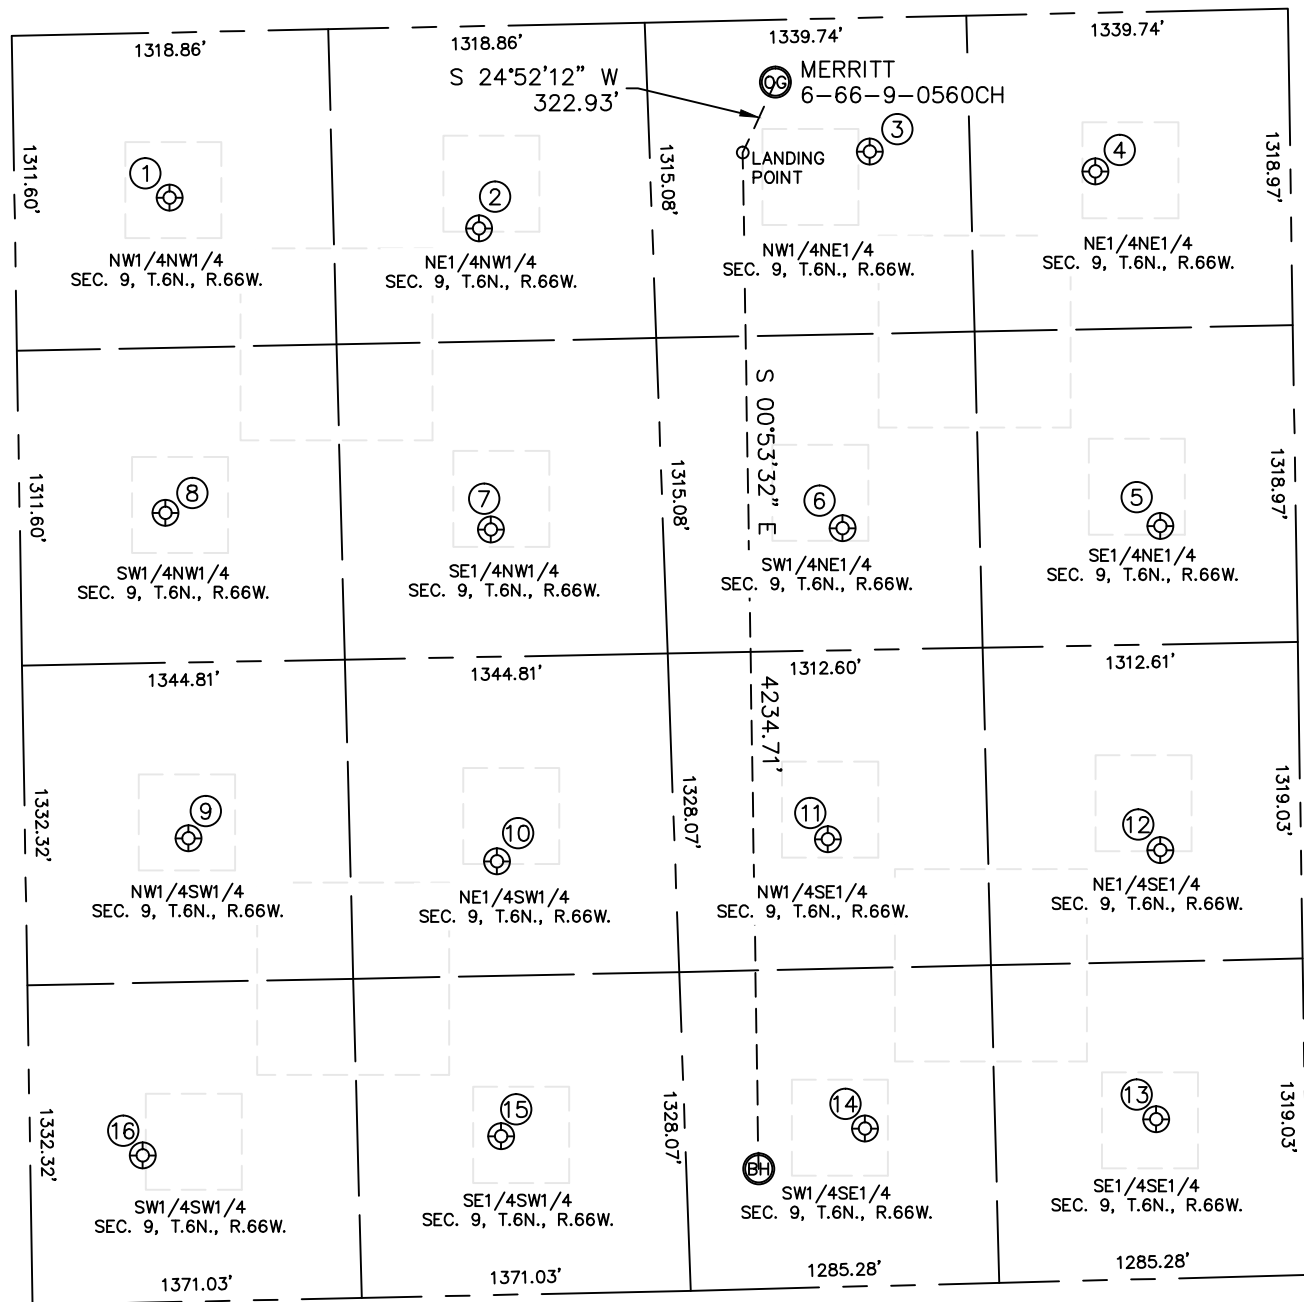 1318.86’
1318.86’
1339.74’
1339.74’
S 24°52’12” W
322.93’
OG
MERRITT
6-66-9-0560CH
LANDING
POINT
1311.60’
1315.08’
1318.97’
1
2
3
4
NW1/4NW1/4
SEC. 9, T.6N., R.66W.
NE1/4NW1/4
SEC. 9, T.6N., R.66W.
NW1/4NE1/4
SEC. 9, T.6N., R.66W.
NE1/4NE1/4
SEC. 9, T.6N., R.66W.
S 00°53’32” E
1311.60’
1315.08’
1318.97’
8
7
6
5
SW1/4NW1/4
SEC. 9, T.6N., R.66W.
SE1/4NW1/4
SEC. 9, T.6N., R.66W.
SW1/4NE1/4
SEC. 9, T.6N., R.66W.
SE1/4NE1/4
SEC. 9, T.6N., R.66W.
1344.81’
1344.81’
1312.60’
1312.61’
4234.71’
1332.32’
1328.07’
1319.03’
9
10
11
12
NW1/4SW1/4
SEC. 9, T.6N., R.66W.
NE1/4SW1/4
SEC. 9, T.6N., R.66W.
NW1/4SE1/4
SEC. 9, T.6N., R.66W.
NE1/4SE1/4
SEC. 9, T.6N., R.66W.
1332.32’
1328.07’
1319.03’
16
15
14
13
BH
SW1/4SW1/4
SEC. 9, T.6N., R.66W.
SE1/4SW1/4
SEC. 9, T.6N., R.66W.
SW1/4SE1/4
SEC. 9, T.6N., R.66W.
SE1/4SE1/4
SEC. 9, T.6N., R.66W.
1371.03’
1371.03’
1285.28’
1285.28’